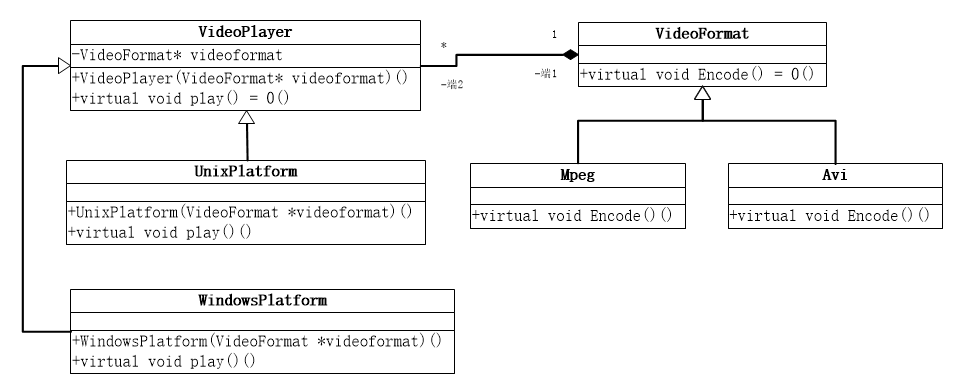 VideoPlayer
-VideoFormat* videoformat
+VideoPlayer(VideoFormat* videoformat)()
+virtual void play() = 0()
*
-端2
1
-端1
VideoFormat
+virtual void Encode() = 0()
UnixPlatform
+UnixPlatform(VideoFormat *videoformat)()
+virtual void play()()
Mpeg
+virtual void Encode()()
Avi
+virtual void Encode()()
WindowsPlatform
+WindowsPlatform(VideoFormat *videoformat)()
+virtual void play()()